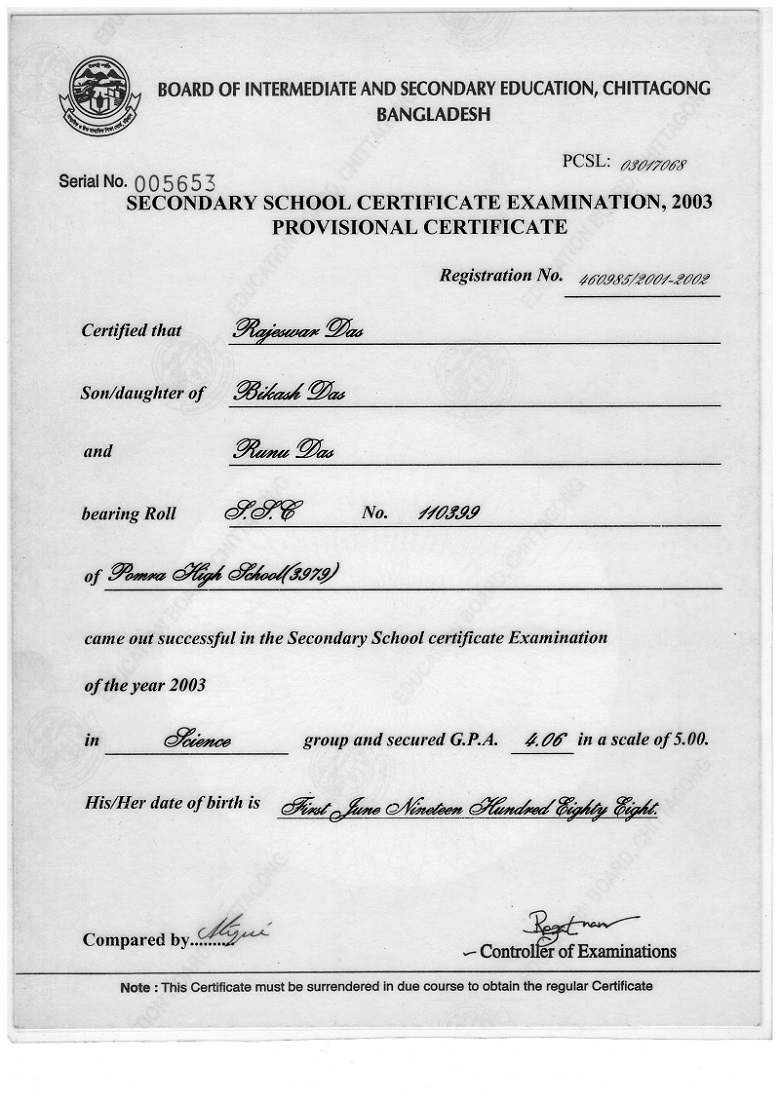 BOARD OF INTERMEDIATE AND SECONDARY EDUCATION, CHITTAGONG
BANGLADESH
PCSL: 03017068
Serial No. 005653
SECONDARY SCHOOL CERTIFICATE EXAMINATION, 2003
PROVISIONAL CERTIFICATE
Registration No. 460985/2001-2002
Certified that Rajeswar Das
Son/daughter of Bikash Das
and Runu Das
bearing Roll S.S.C No. 110399
of Pomra High School(3979)
came out successful in the Secondary School certificate Examination
of the year 2003
in Science group and secured G.P.A. 4.06 in a scale of 5.00.
His/Her date of birth is First June Nineteen Hundred Eighty Eight.
Compared by..........
Controller of Examinations
Note : This Certificate must be surrendered in due course to obtain the regular Certificate